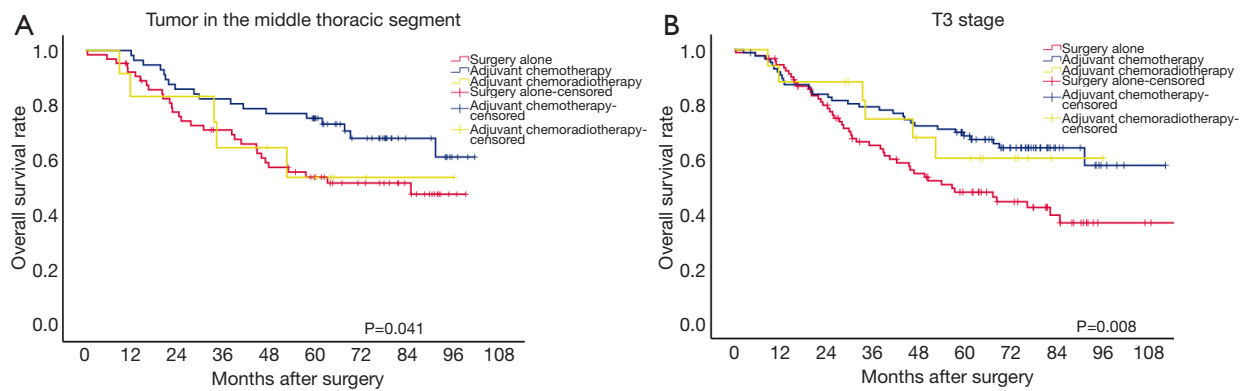 A
Tumor in the middle thoracic segment
1.0
0.8
0.6
0.4
0.2
0.0
Overall survival rate
Surgery alone
Adjuvant chemotherapy
Adjuvant chemoradiotherapy
Surgery alone-censored
Adjuvant chemotherapy-
censored
Adjuvant chemoradiotherapy-
censored
P=0.041
0 12 24 36 48 60 72 84 96 108
Months after surgery
B
T3 stage
1.0
0.8
0.6
0.4
0.2
0.0
Overall survival rate
Surgery alone
Adjuvant chemotherapy
Adjuvant chemoradiotherapy
Surgery alone-censored
Adjuvant chemotherapy-
censored
Adjuvant chemoradiotherapy-
censored
P=0.008
0 12 24 36 48 60 72 84 96 108
Months after surgery